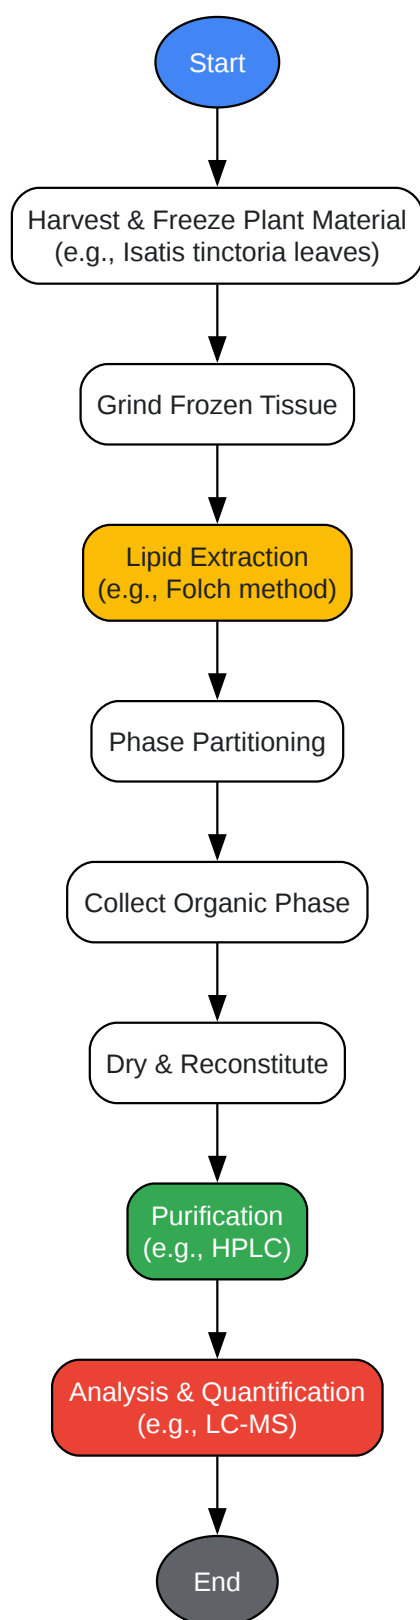 Start
Harvest & Freeze Plant Material
(e.g., Isatis tinctoria leaves)
Grind Frozen Tissue
Lipid Extraction
(e.g., Folch method)
Phase Partitioning
Collect Organic Phase
Dry & Reconstitute
Purification
(e.g., HPLC)
Analysis & Quantification
(e.g., LC-MS)
End